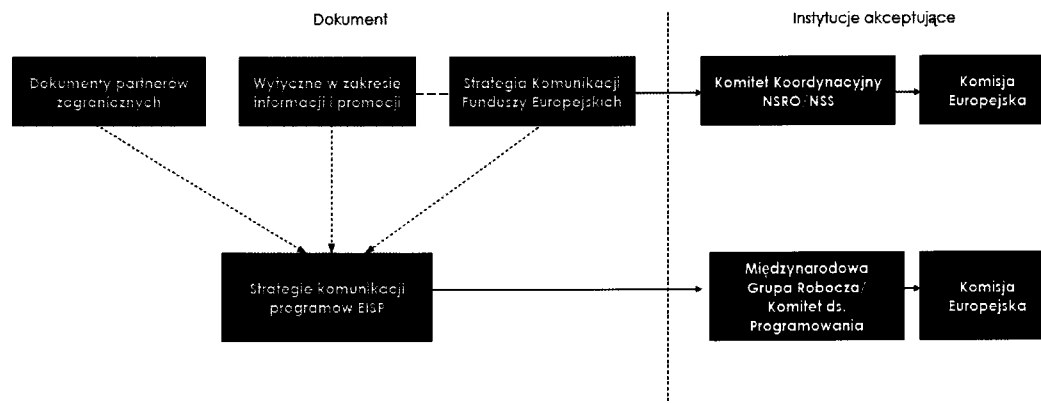 Dokument
Instytucje akceptujące
Dokumenty partnerów
zagranicznych
Wytyczne w zakresie
informacji i promocji
Strategia Komunikacji
Funduszy Europejskich
Komitet Koordynacyjny
NSRO/NSS
Komisja
Europejska
Strategie komunikacji
programów EISP
Międzynarodowa
Grupa Robocza/
Komitet ds.
Programowania
Komisja
Europejska